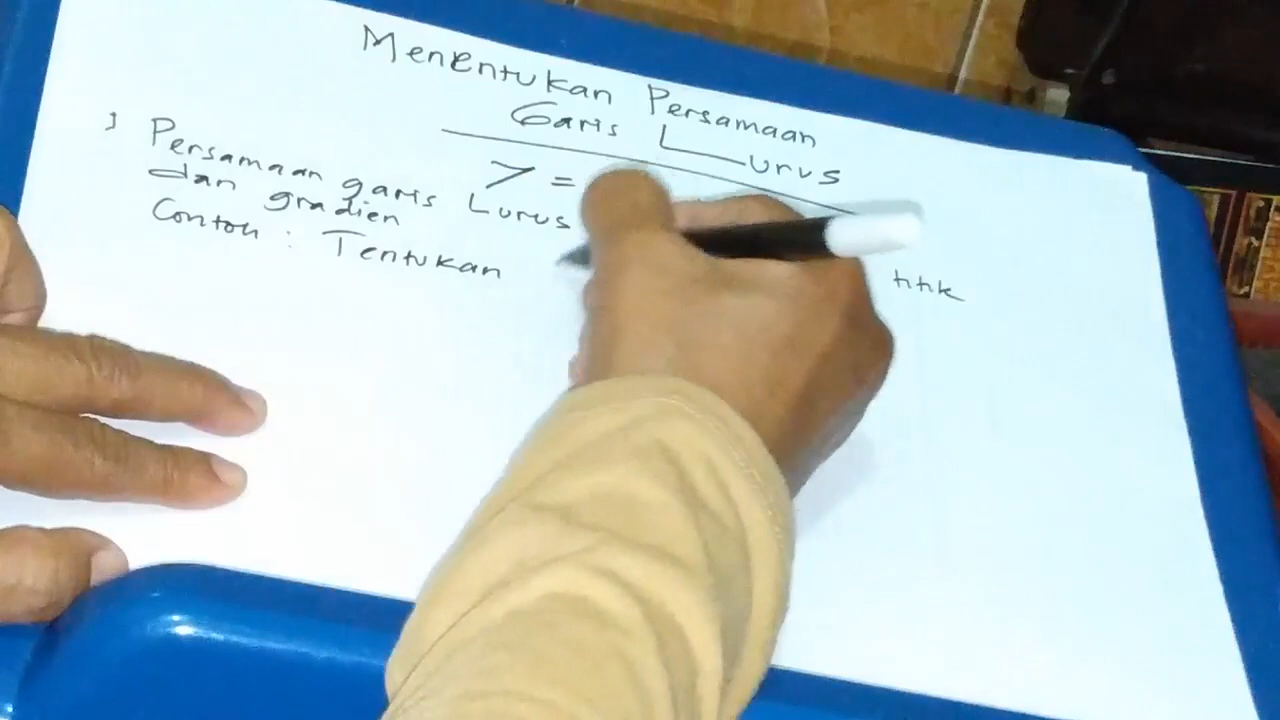 Menentukan Persamaan
Garis Lurus
y =
1 Persamaan garis Lurus titik
dan gradien
Contoh : Tentukan